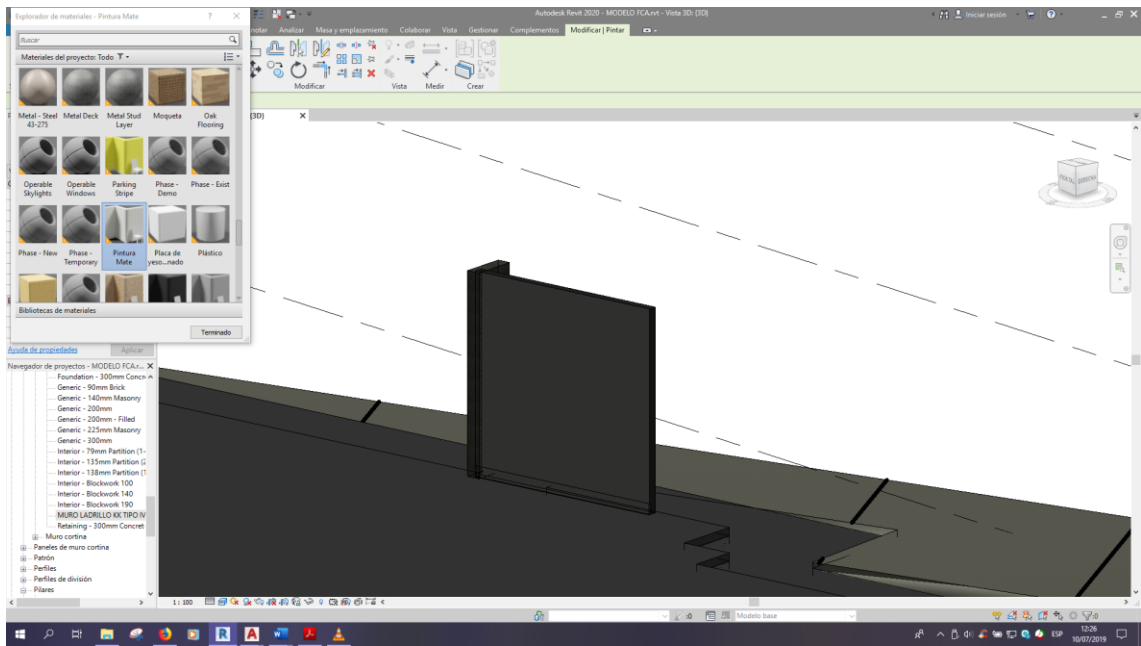 Explorador de materiales - Pintura Mate
? ×
Autodesk Revit 2020 - MODELO FCA.rvt - Vista 3D: {3D}
Iniciar sesión
notar Analizar Masa y emplazamiento Colaborar Vista Gestionar Complementos Modificar | Pintar
Buscar
Materiales del proyecto: Todo
Modificar Vista Medir Crear
{3D} X
Metal - Steel 43-275
Metal Deck
Metal Stud Layer
Moqueta
Oak Flooring
Operable Skylights
Operable Windows
Parking Stripe
Phase - Demo
Phase - Exist
Phase - New
Phase - Temporary
Pintura Mate
Placa de yeso...nado
Plástico
Bibliotecas de materiales
Terminado
Ayuda de propiedades Aplicar
Navegador de proyectos - MODELO FCA.r... X
Foundation - 300mm Concr
Generic - 90mm Brick
Generic - 140mm Masonry
Generic - 200mm
Generic - 200mm - Filled
Generic - 225mm Masonry
Generic - 300mm
Interior - 79mm Partition (1-
Interior - 135mm Partition (2
Interior - 138mm Partition (1
Interior - Blockwork 100
Interior - Blockwork 140
Interior - Blockwork 190
MURO LADRILLO KK TIPO IV
Retaining - 300mm Concret
Muro cortina
Paneles de muro cortina
Patrón
Perfiles
Perfiles de división
Pilares
1 : 100
:0 Modelo base
:0
ESP
12:26
10/07/2019